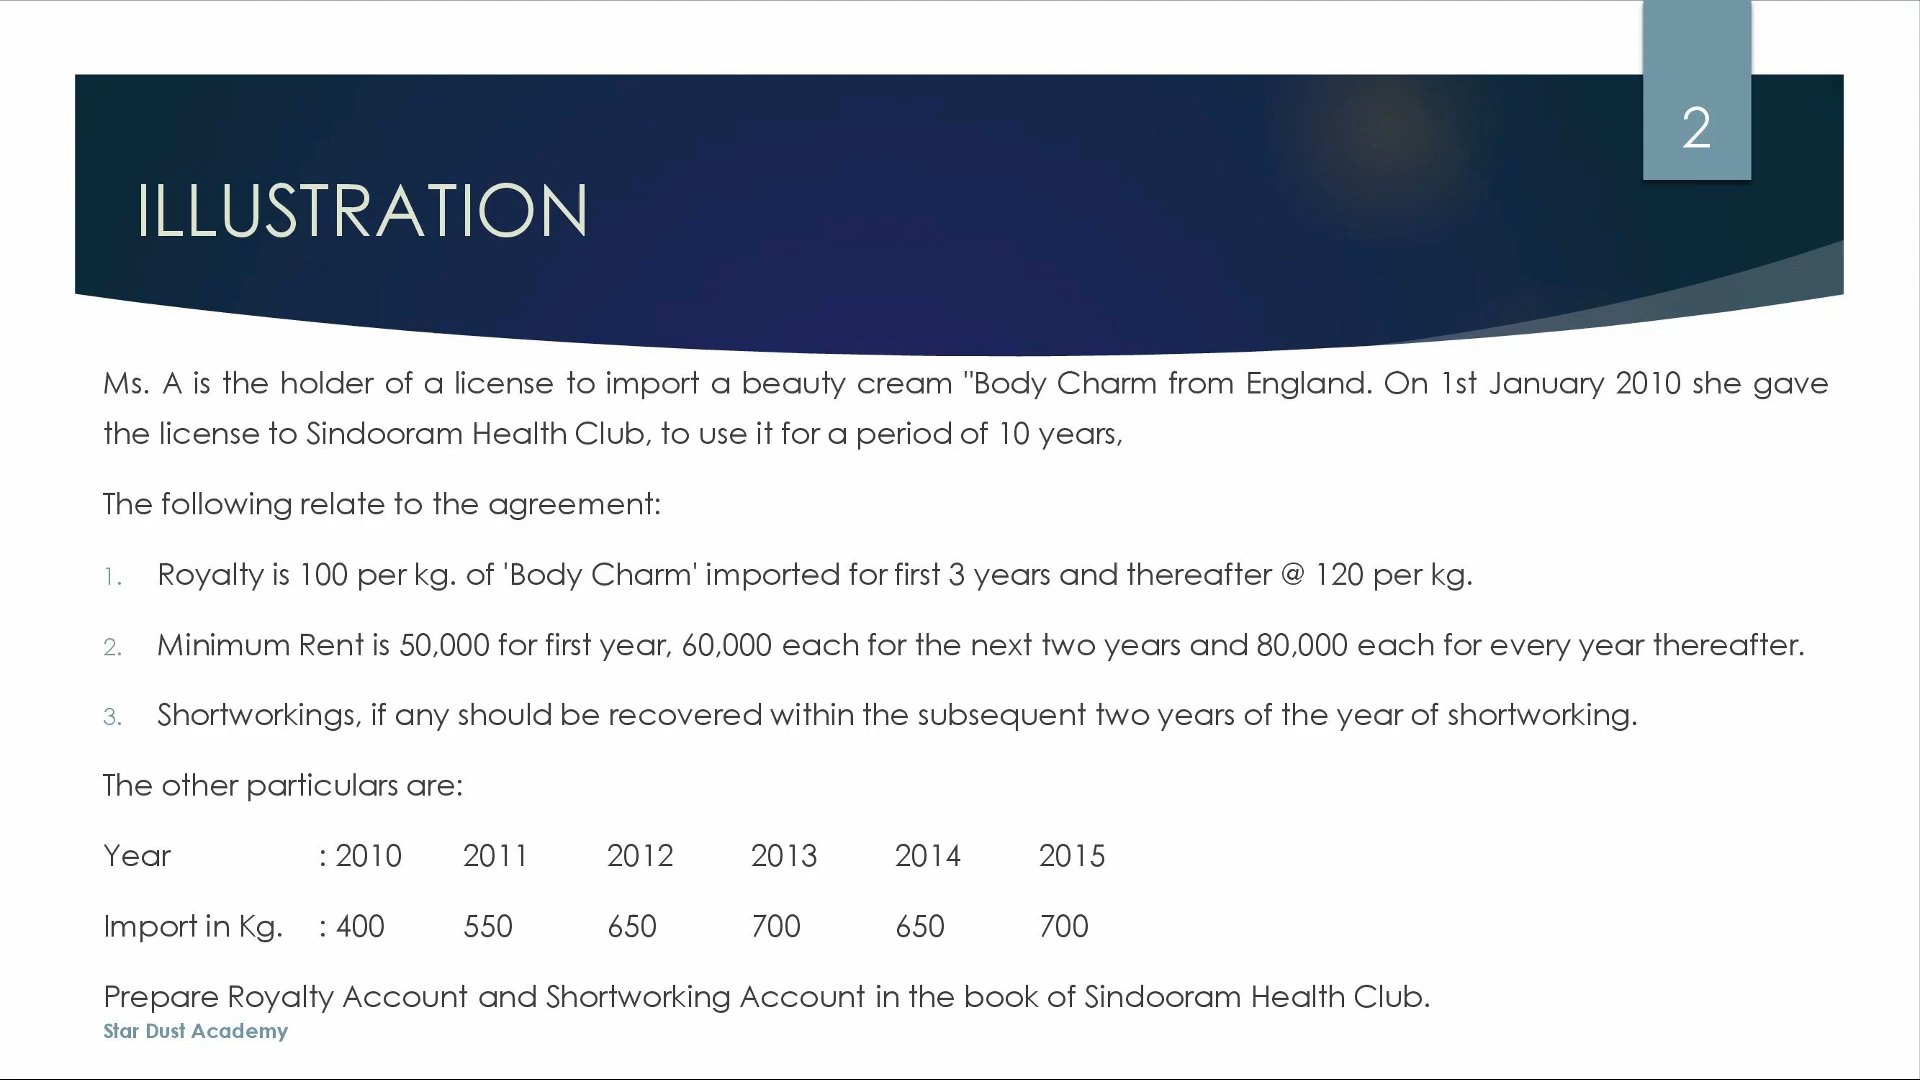 2
ILLUSTRATION
Ms. A is the holder of a license to import a beauty cream "Body Charm from England. On 1st January 2010 she gave
the license to Sindooram Health Club, to use it for a period of 10 years,
The following relate to the agreement:
1. Royalty is 100 per kg. of 'Body Charm' imported for first 3 years and thereafter @ 120 per kg.
2. Minimum Rent is 50,000 for first year, 60,000 each for the next two years and 80,000 each for every year thereafter.
3. Shortworkings, if any should be recovered within the subsequent two years of the year of shortworking.
The other particulars are:
Year : 2010 2011 2012 2013 2014 2015
Import in Kg. : 400 550 650 700 650 700
Prepare Royalty Account and Shortworking Account in the book of Sindooram Health Club.
Star Dust Academy